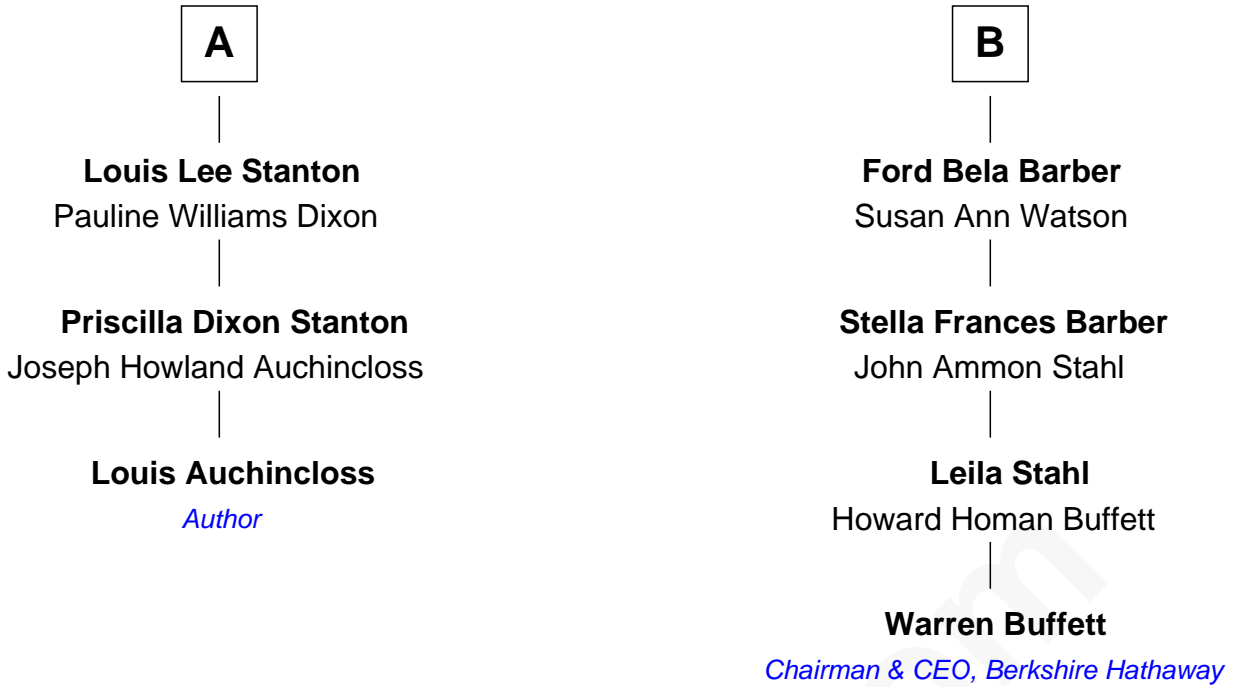 A
Louis Lee Stanton
Pauline Williams Dixon
Priscilla Dixon Stanton
Joseph Howland Auchincloss
Louis Auchincloss
Author
B
Ford Bela Barber
Susan Ann Watson
Stella Frances Barber
John Ammon Stahl
Leila Stahl
Howard Homan Buffett
Warren Buffett
Chairman & CEO, Berkshire Hathaway